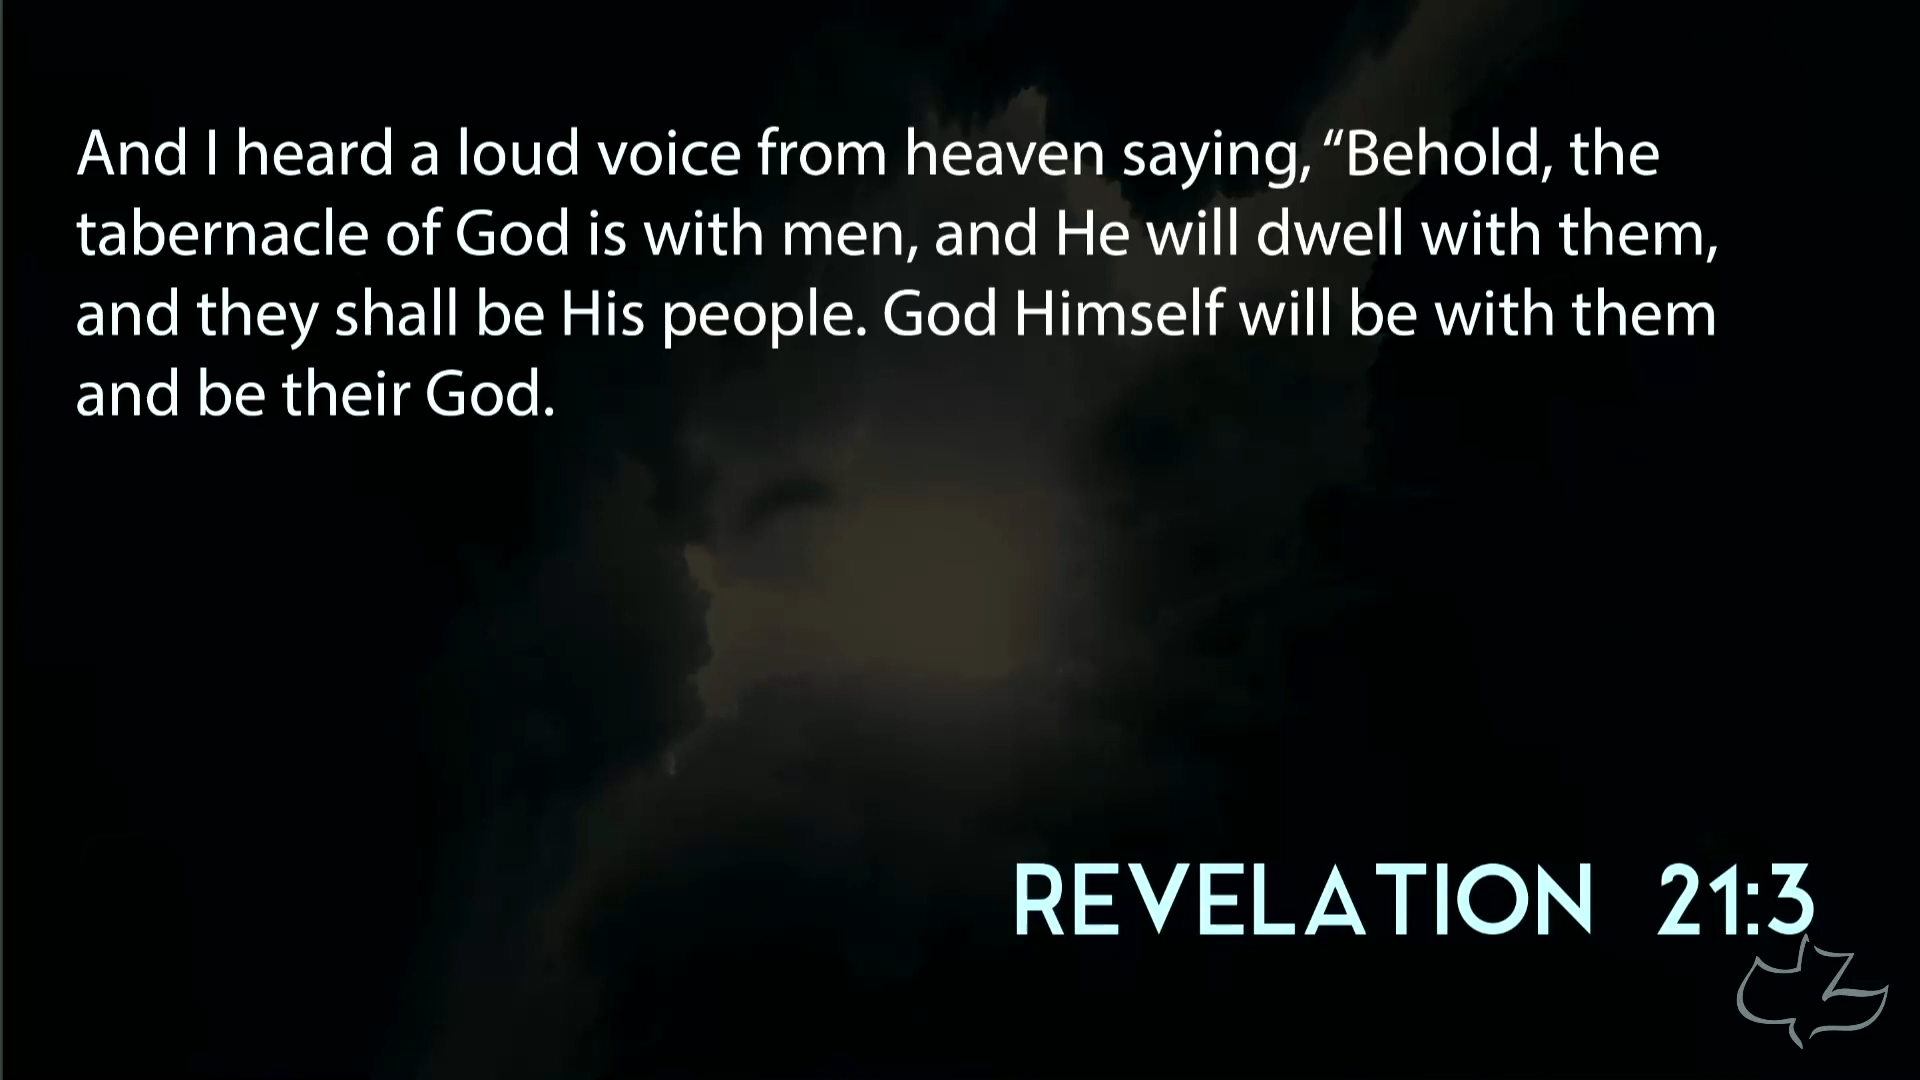 And I heard a loud voice from heaven saying, “Behold, the
tabernacle of God is with men, and He will dwell with them,
and they shall be His people. God Himself will be with them
and be their God.
REVELATION 21:3